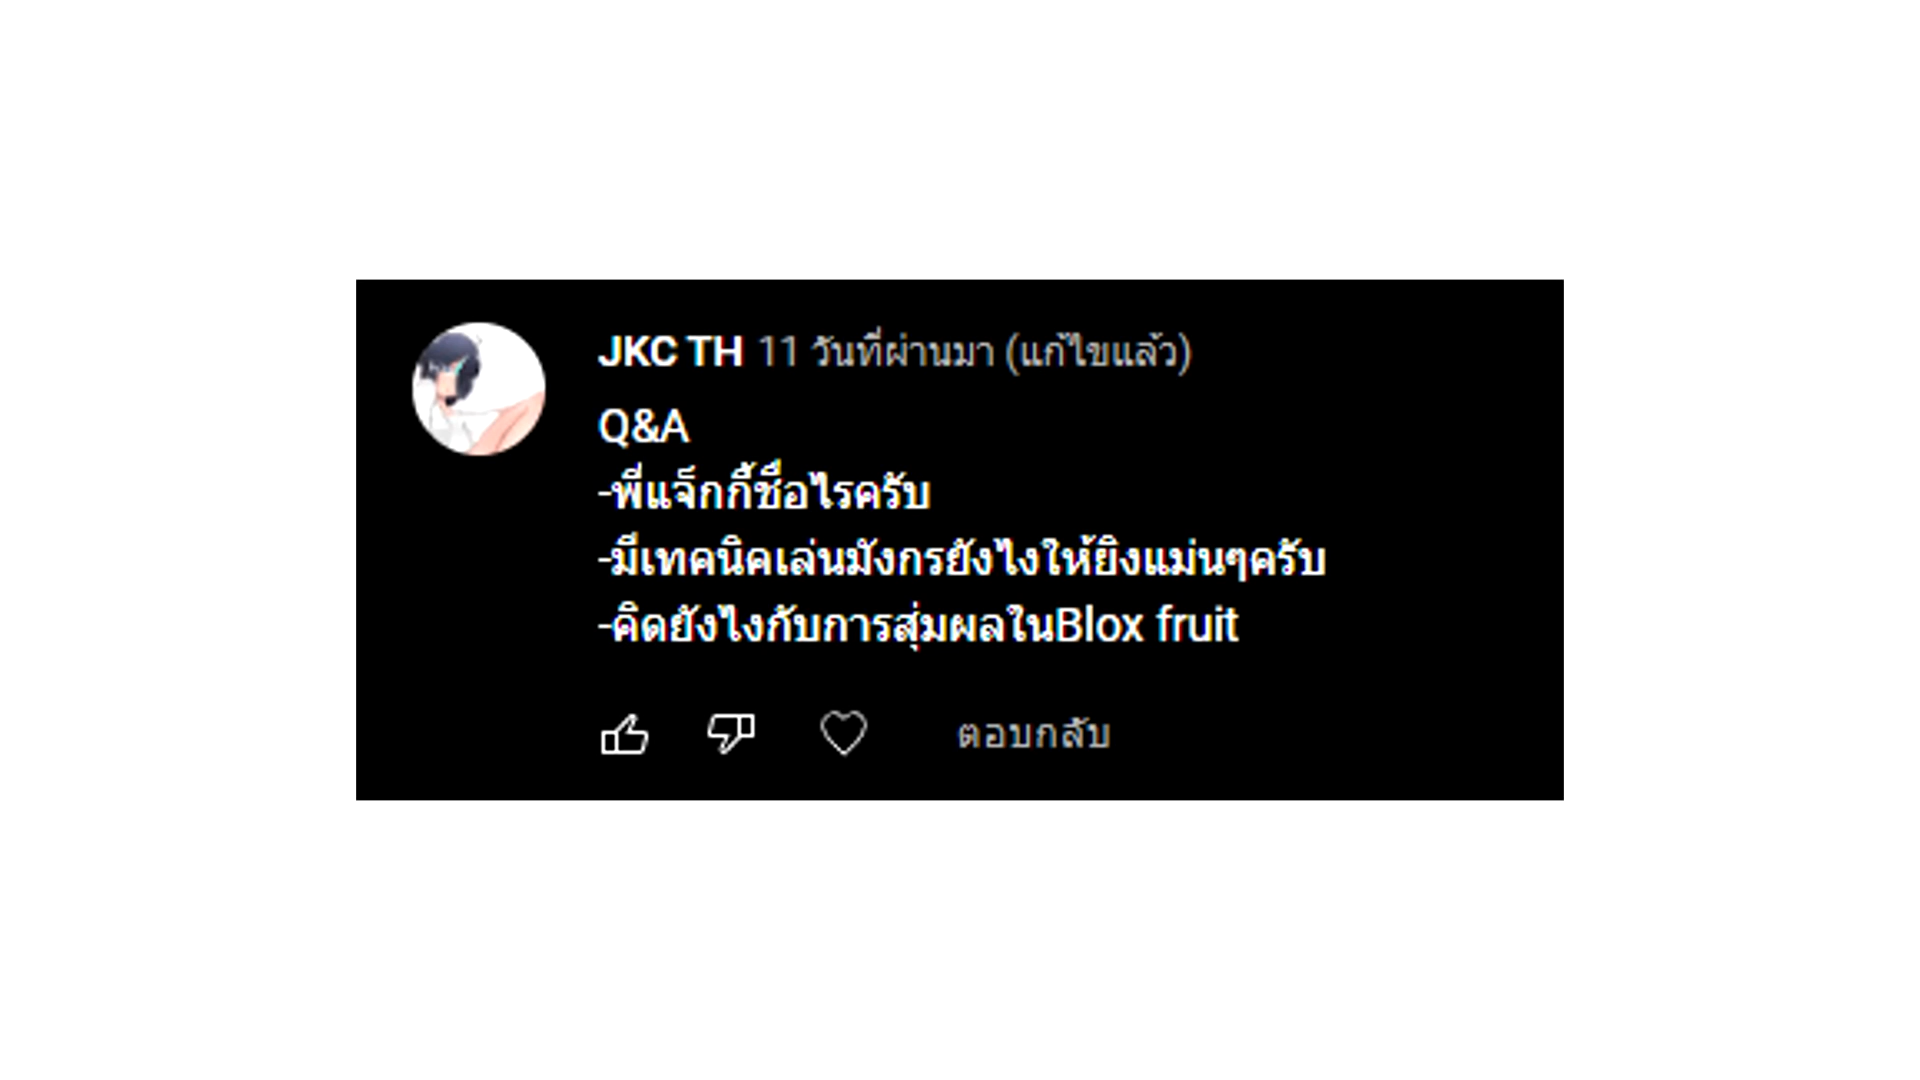 JKC TH 11 วันที่ผ่านมา (แก้ไขแล้ว)
Q&A
-พี่แจ็กกี้ชื่อไรครับ
-มีเทคนิคเล่นมังกรยังไงให้ยิงแม่นๆครับ
-คิดยังไงกับการสุ่มผลในBlox fruit
ตอบกลับ